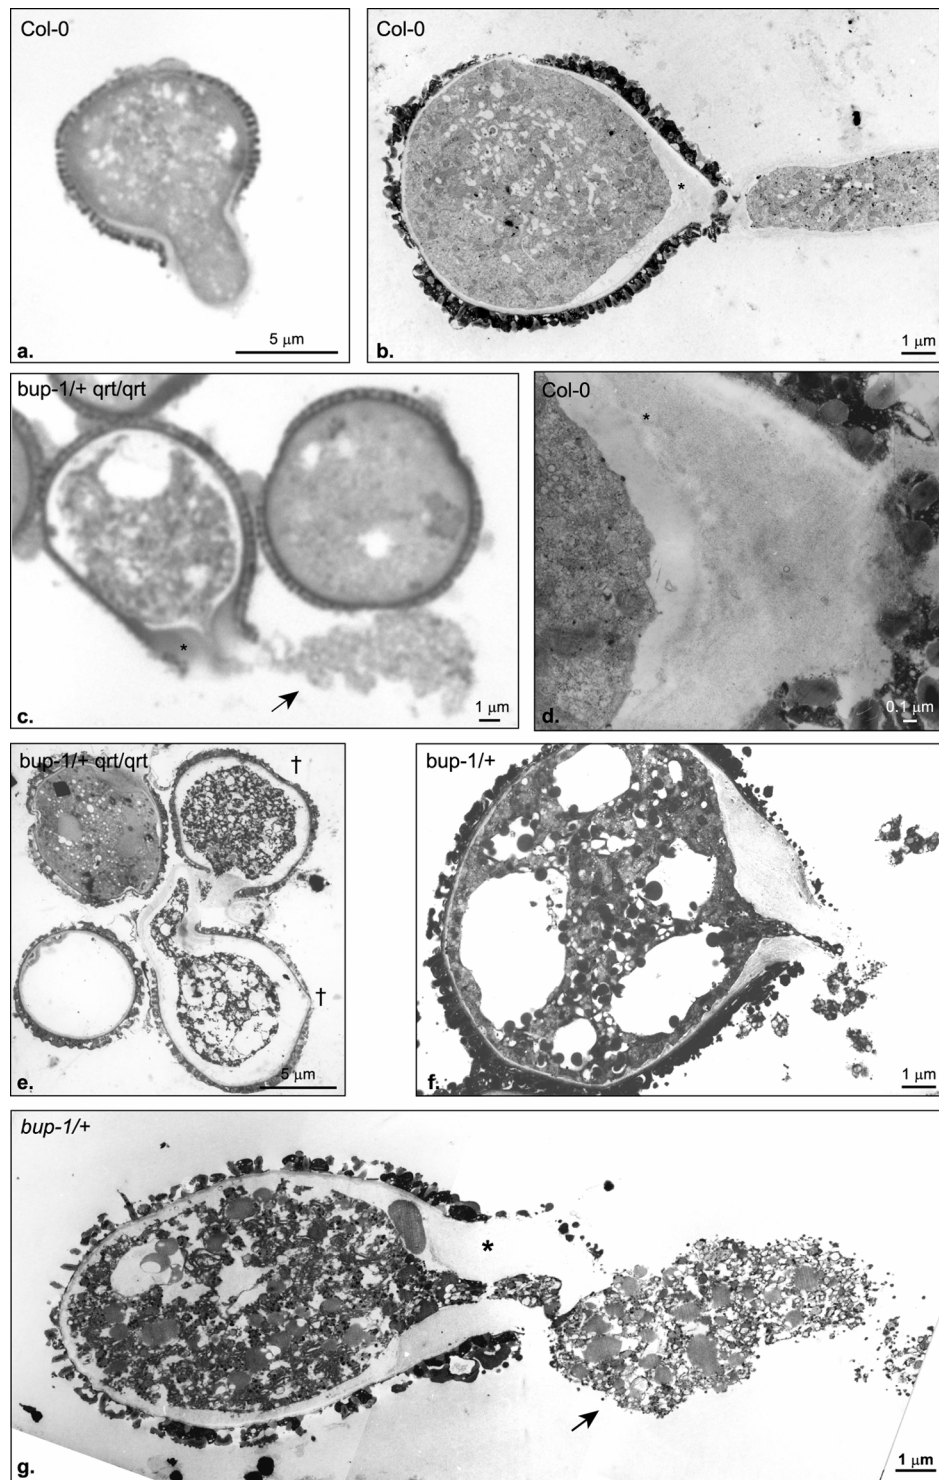 Col-0
Col-0
*
5 µm
a.
1 µm
b.
bup-1/+ qrt/qrt
Col-0
*
*
1 µm
c.
0.1 µm
d.
bup-1/+ qrt/qrt
†
†
5 µm
e.
bup-1/+
1 µm
f.
bup-1/+
*
1 µm
g.